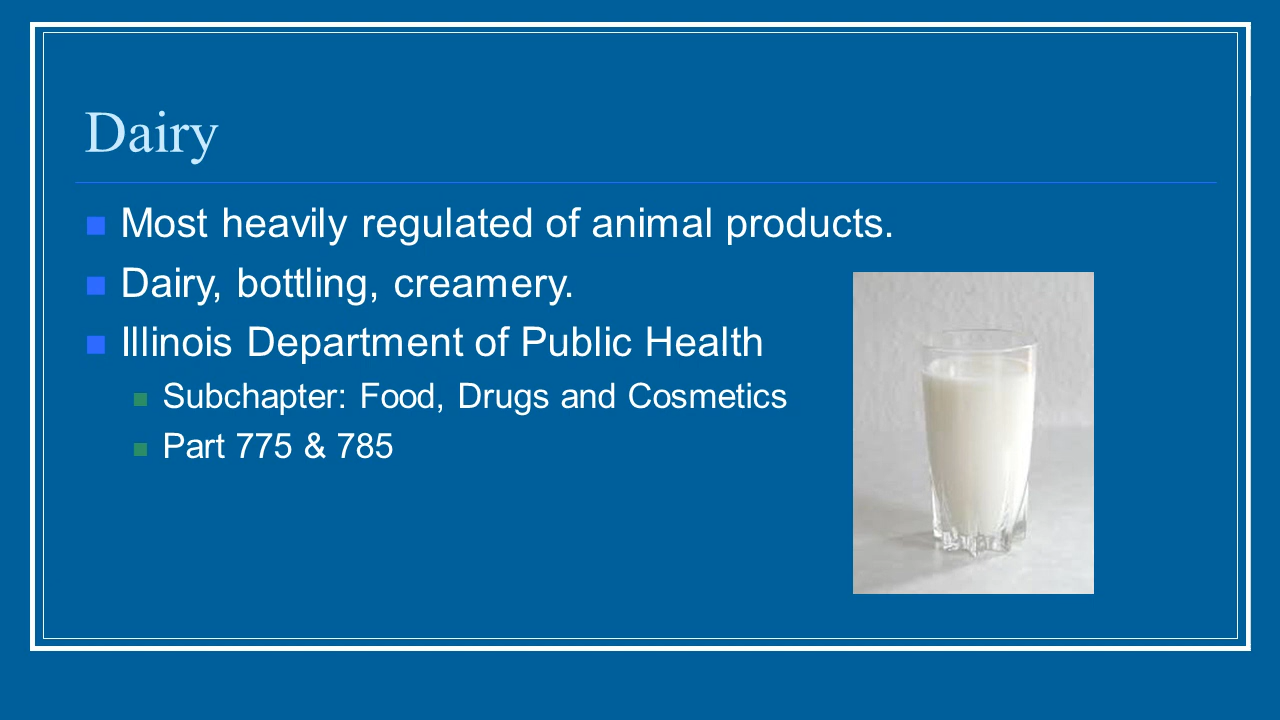 Dairy
Most heavily regulated of animal products.
Dairy, bottling, creamery.
Illinois Department of Public Health
Subchapter: Food, Drugs and Cosmetics
Part 775 & 785